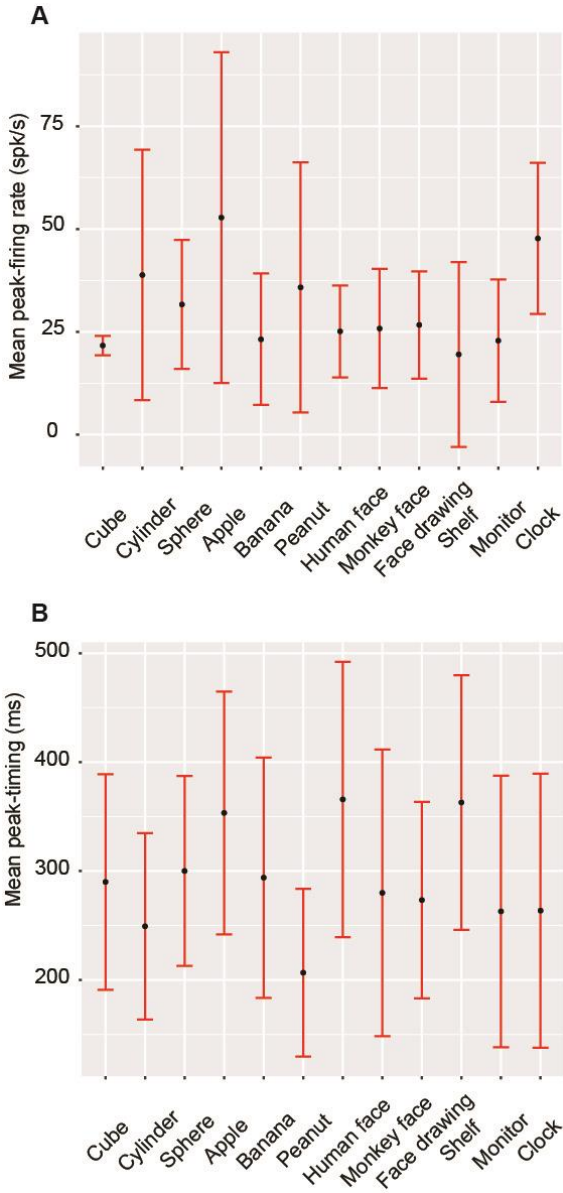 A
Mean peak-firing rate (spk/s)
75
50
25
0
Cube
Cylinder
Sphere
Apple
Banana
Peanut
Human face
Monkey face
Face drawing
Shelf
Monitor
Clock
B
Mean peak-timing (ms)
500
400
300
200
Cube
Cylinder
Sphere
Apple
Banana
Peanut
Human face
Monkey face
Face drawing
Shelf
Monitor
Clock